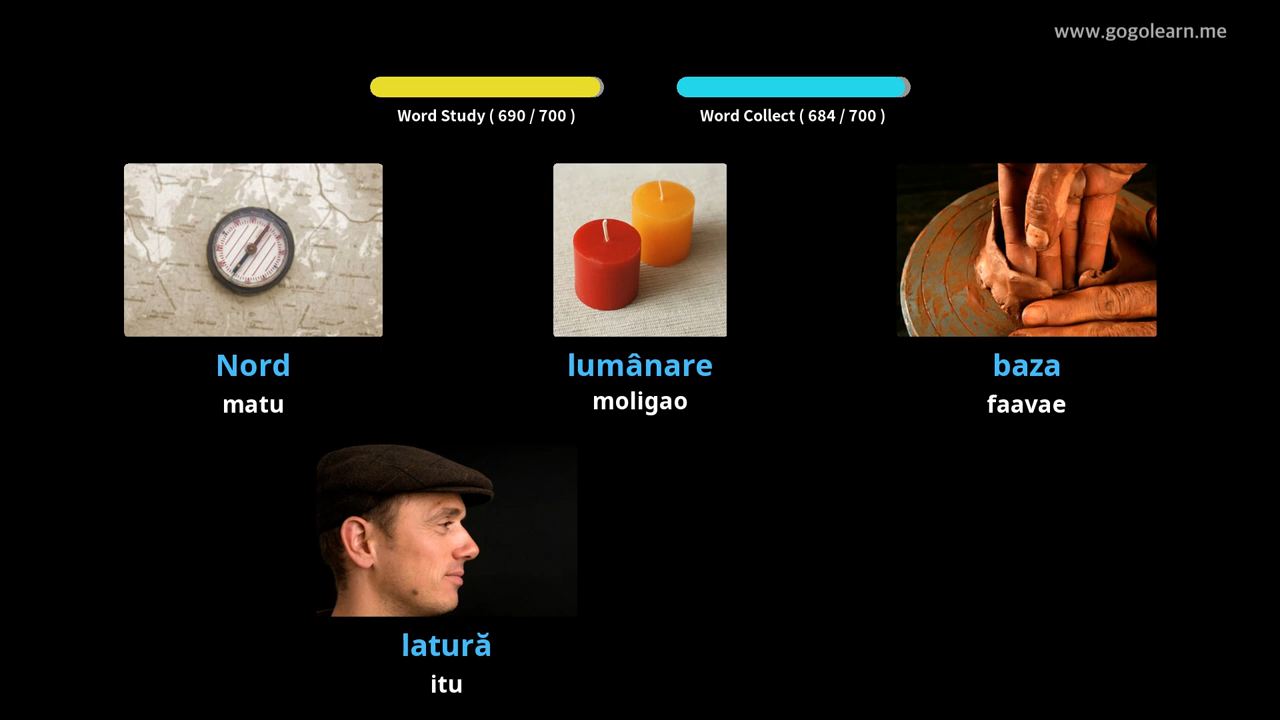 www.gogolearn.me
Word Study ( 690 / 700 )
Word Collect ( 684 / 700 )
Nord
matu
lumânare
moligao
baza
faavae
latură
itu